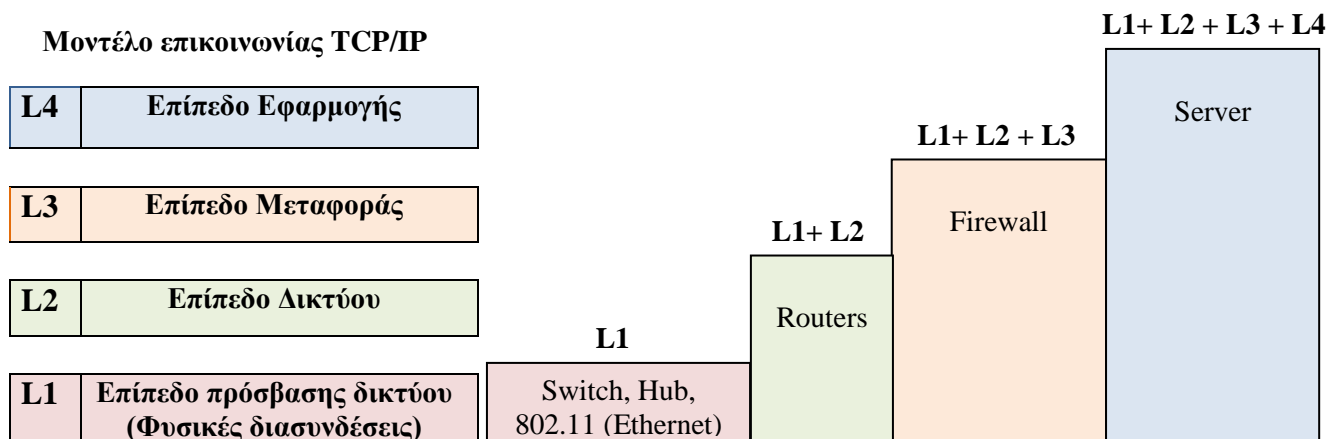 Μοντέλο επικοινωνίας TCP/IP
L4 Επίπεδο Εφαρμογής
L3 Επίπεδο Μεταφοράς
L2 Επίπεδο Δικτύου
L1 Επίπεδο πρόσβασης δικτύου
(Φυσικές διασυνδέσεις)
L1
Switch, Hub,
802.11 (Ethernet)
L1+ L2
Routers
L1+ L2 + L3
Firewall
L1+ L2 + L3 + L4
Server